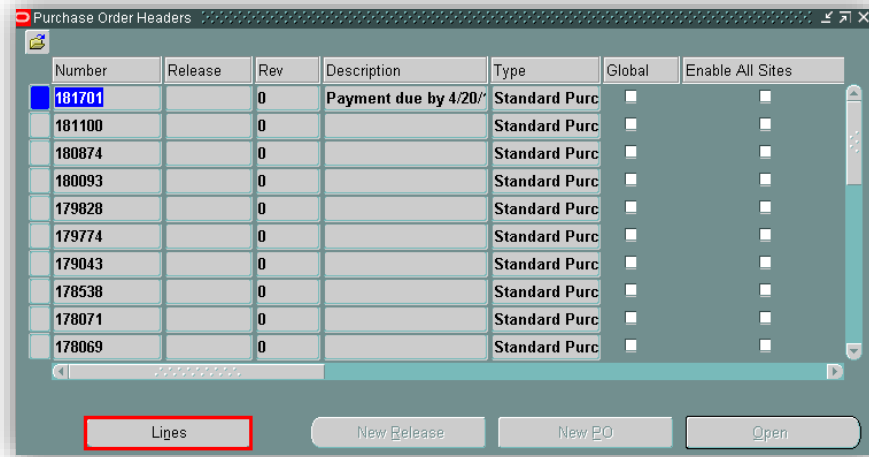 Purchase Order Headers
Number Release Rev Description Type Global Enable All Sites
181701 0 Payment due by 4/20/ Standard Purc
181100 0 Standard Purc
180874 0 Standard Purc
180093 0 Standard Purc
179828 0 Standard Purc
179774 0 Standard Purc
179043 0 Standard Purc
178538 0 Standard Purc
178071 0 Standard Purc
178069 0 Standard Purc
Lines New Release New PO Open